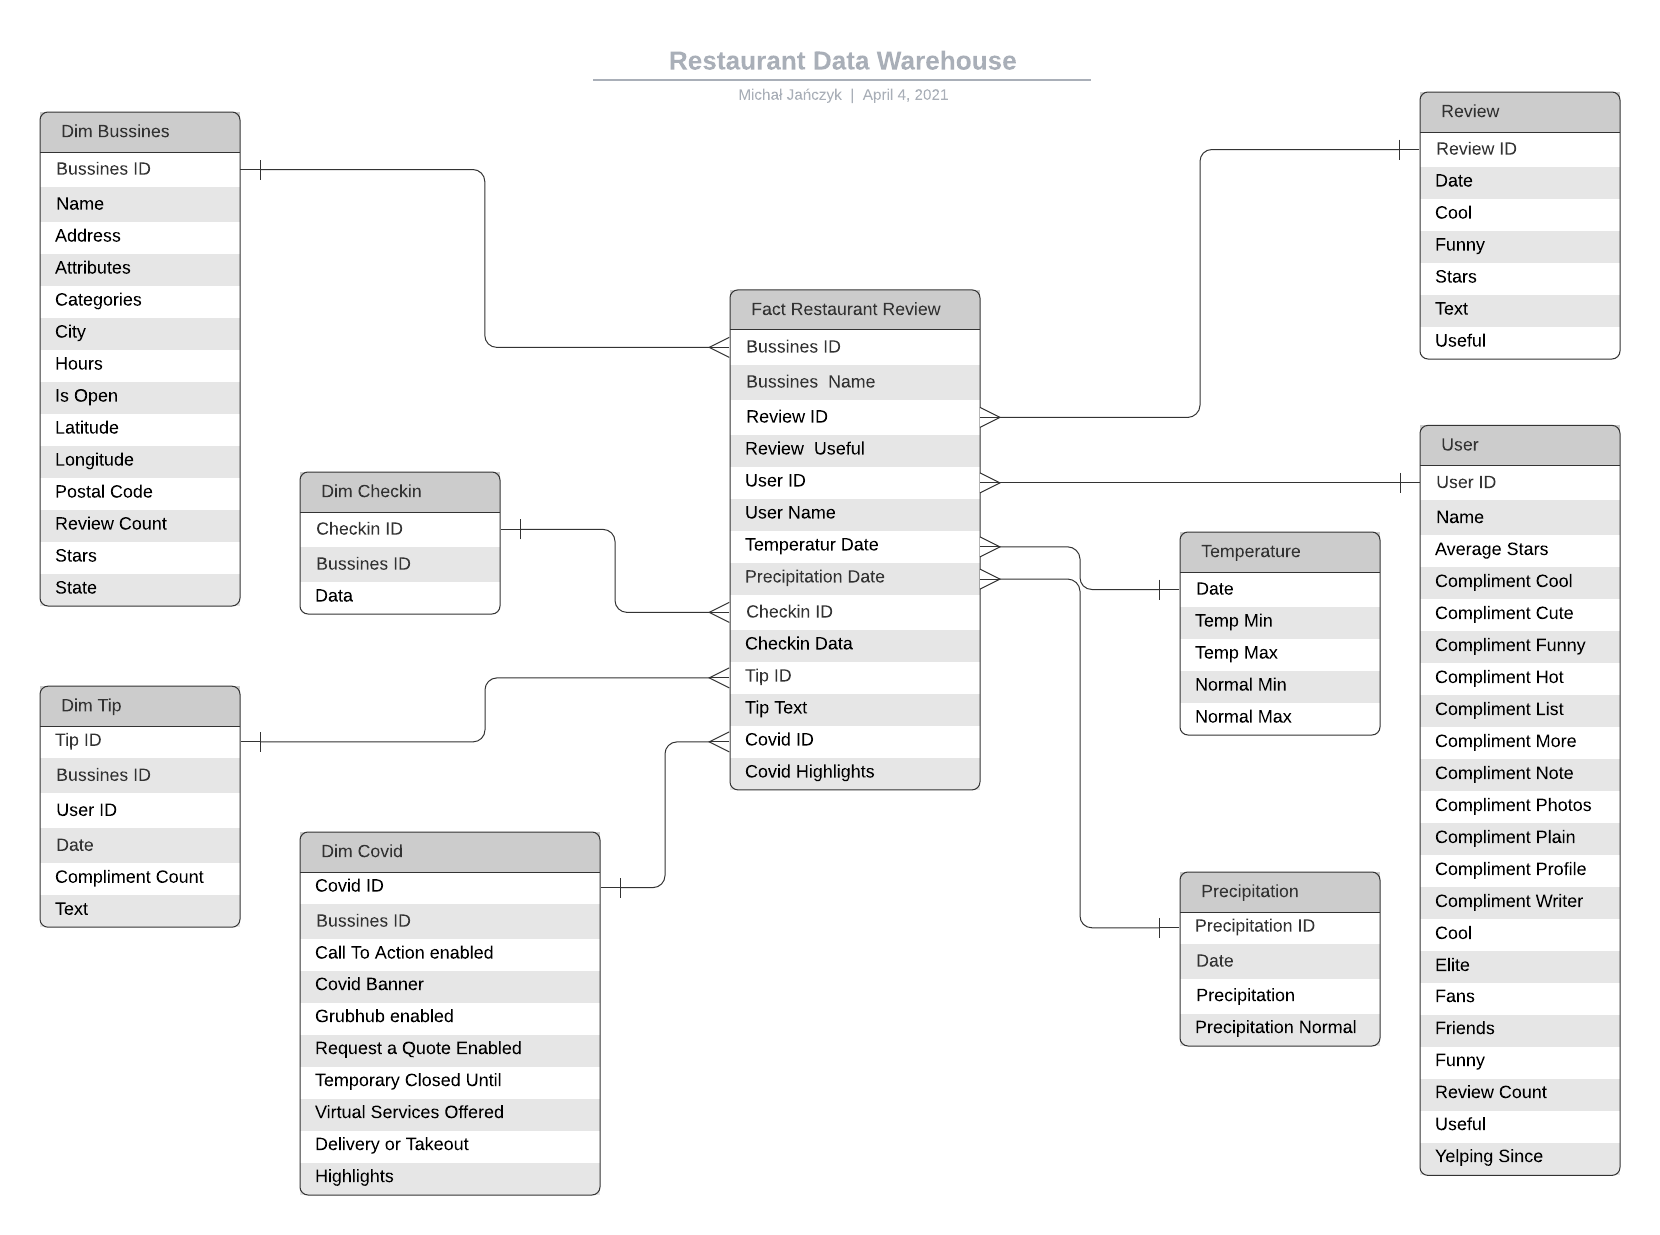 Restaurant Data Warehouse
Michał Jańczyk | April 4, 2021
Dim Bussines
Bussines ID
Name
Address
Attributes
Categories
City
Hours
Is Open
Latitude
Longitude
Postal Code
Review Count
Stars
State
Dim Checkin
Checkin ID
Bussines ID
Data
Dim Tip
Tip ID
Bussines ID
User ID
Date
Compliment Count
Text
Dim Covid
Covid ID
Bussines ID
Call To Action enabled
Covid Banner
Grubhub enabled
Request a Quote Enabled
Temporary Closed Until
Virtual Services Offered
Delivery or Takeout
Highlights
Fact Restaurant Review
Bussines ID
Bussines  Name
Review ID
Review  Useful
User ID
User Name
Temperatur Date
Precipitation Date
Checkin ID
Checkin Data
Tip ID
Tip Text
Covid ID
Covid Highlights
Review
Review ID
Date
Cool
Funny
Stars
Text
Useful
Temperature
Date
Temp Min
Temp Max
Normal Min
Normal Max
Precipitation
Precipitation ID
Date
Precipitation
Precipitation Normal
User
User ID
Name
Average Stars
Compliment Cool
Compliment Cute
Compliment Funny
Compliment Hot
Compliment List
Compliment More
Compliment Note
Compliment Photos
Compliment Plain
Compliment Profile
Compliment Writer
Cool
Elite
Fans
Friends
Funny
Review Count
Useful
Yelping Since